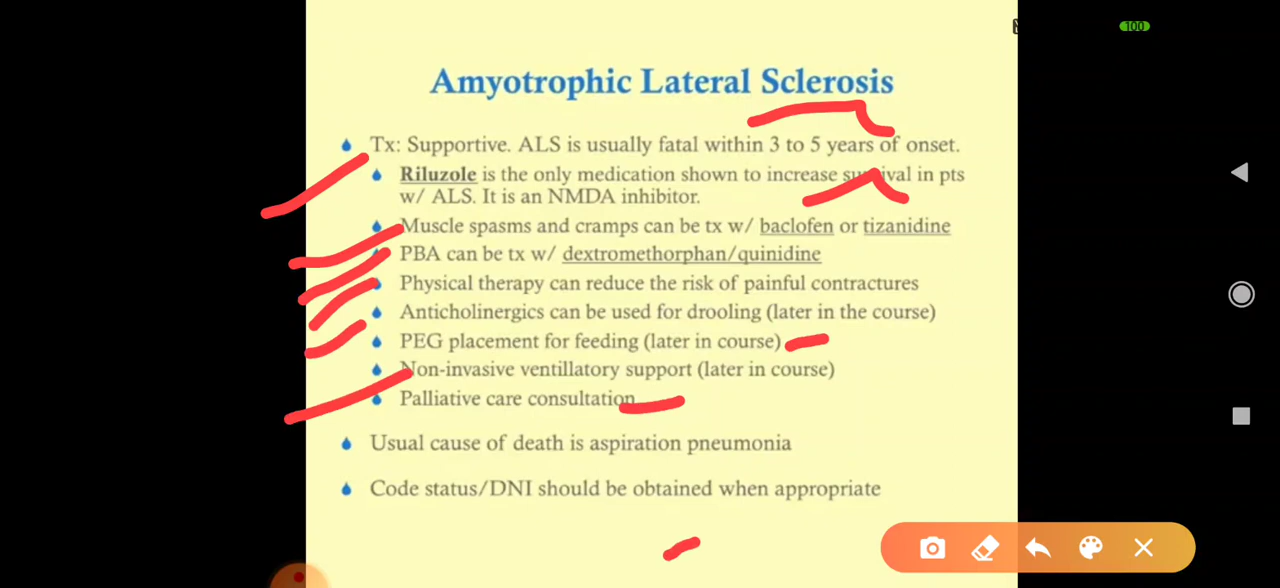 100
Amyotrophic Lateral Sclerosis
Tx: Supportive. ALS is usually fatal within 3 to 5 years of onset.
Riluzole is the only medication shown to increase survival in pts
w/ ALS. It is an NMDA inhibitor.
Muscle spasms and cramps can be tx w/ baclofen or tizanidine
PBA can be tx w/ dextromethorphan/quinidine
Physical therapy can reduce the risk of painful contractures
Anticholinergics can be used for drooling (later in the course)
PEG placement for feeding (later in course)
Non-invasive ventillatory support (later in course)
Palliative care consultation
Usual cause of death is aspiration pneumonia
Code status/DNI should be obtained when appropriate